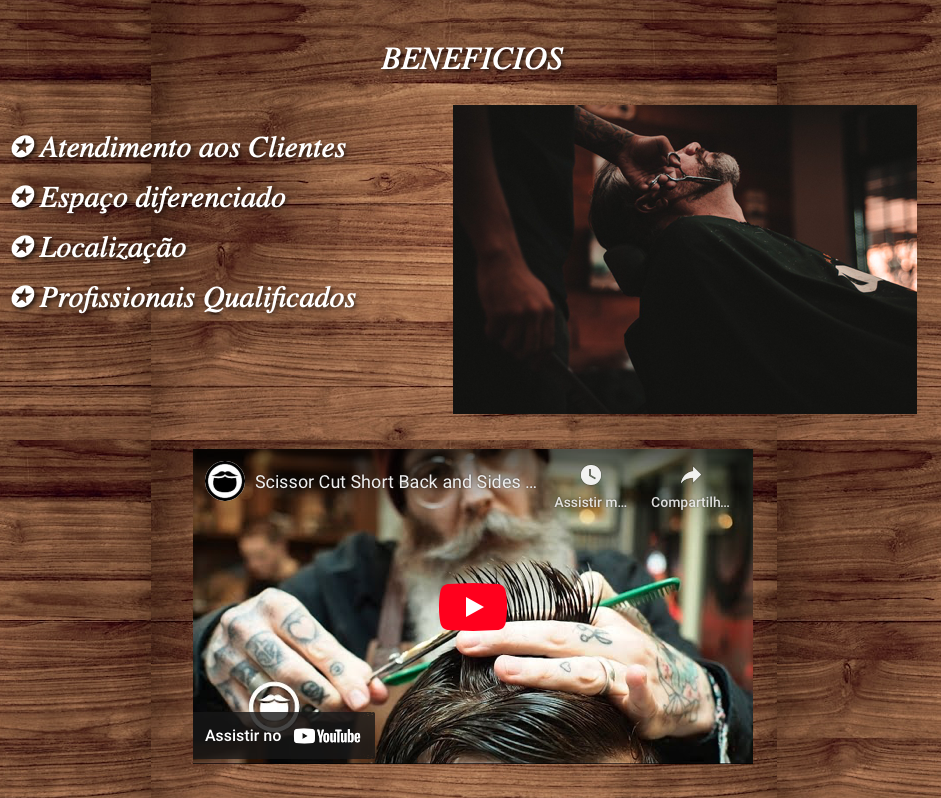 BENEFICIOS
✪ Atendimento aos Clientes
✪ Espaço diferenciado
✪ Localização
✪ Profissionais Qualificados
Scissor Cut Short Back and Sides ...
Assistir m...
Compartilh...
Assistir no YouTube